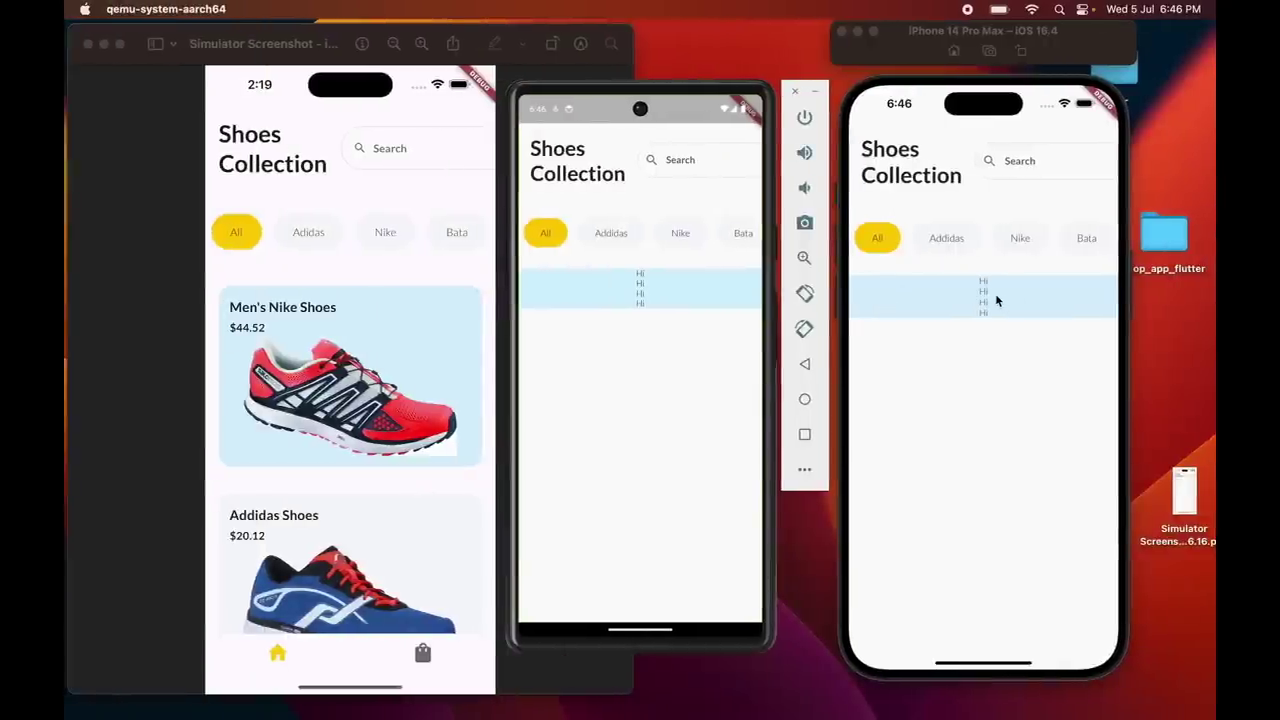 qemu-system-aarch64
Wed 5 Jul 6:46 PM
Simulator Screenshot - i...
2:19
DEBUG
Shoes
Collection
Search
All
Adidas
Nike
Bata
Men's Nike Shoes
$44.52
Addidas Shoes
$20.12
6:46
Shoes
Collection
Search
All
Addidas
Nike
Bata
Hi
Hi
Hi
Hi
iPhone 14 Pro Max – iOS 16.4
6:46
DEBUG
Shoes
Collection
Search
All
Addidas
Nike
Bata
Hi
Hi
Hi
Hi
op_app_flutter
Simulator
Screens...6.16.p